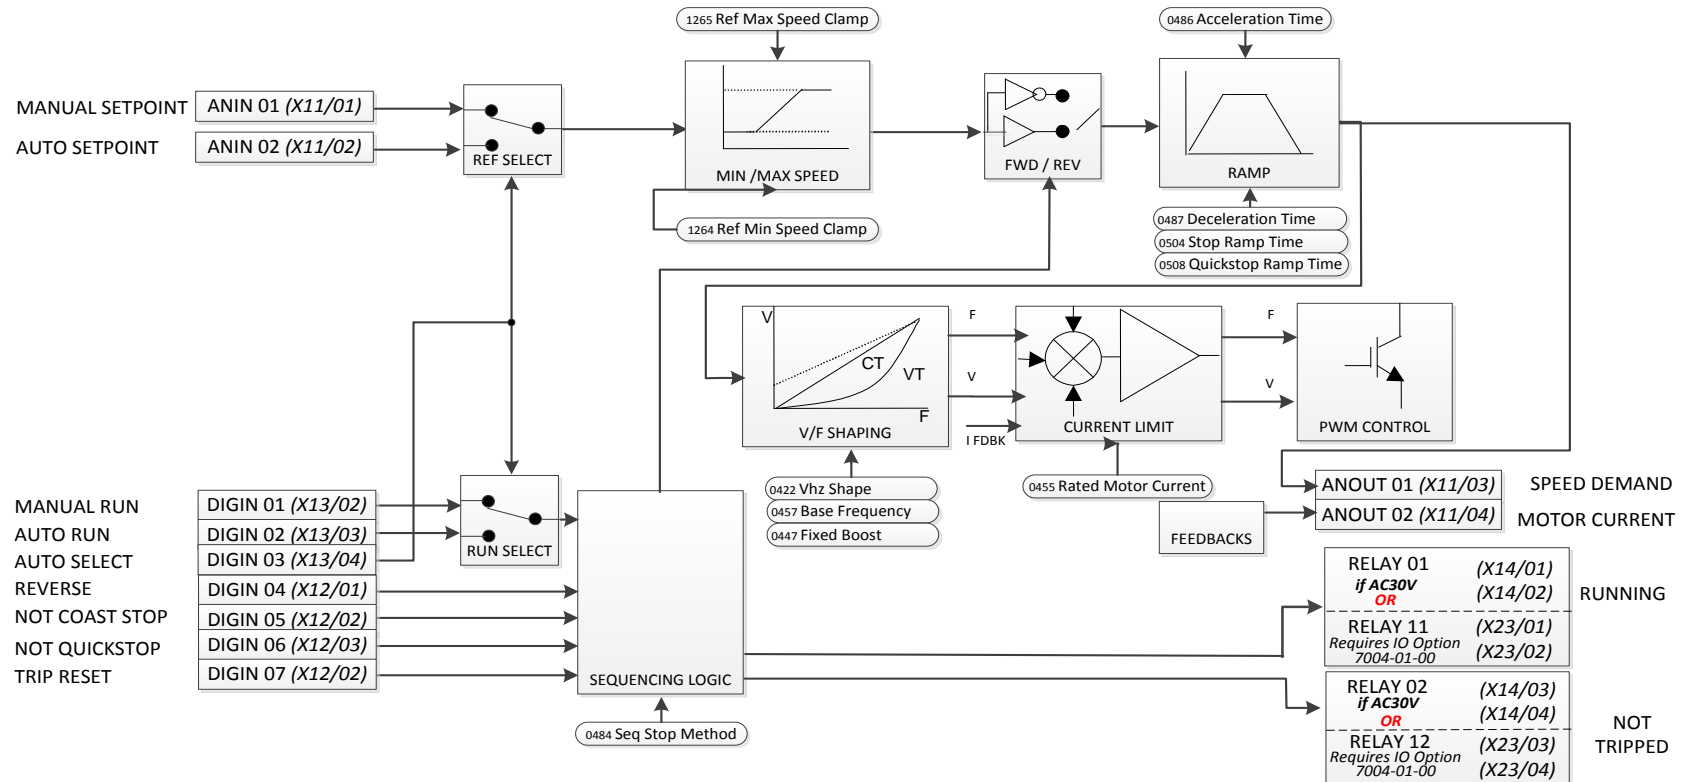 1265 Ref Max Speed Clamp
0486 Acceleration Time
MANUAL SETPOINT
ANIN 01 (X11/01)
AUTO SETPOINT
ANIN 02 (X11/02)
REF SELECT
MIN /MAX SPEED
FWD / REV
RAMP
1264 Ref Min Speed Clamp
0487 Deceleration Time
0504 Stop Ramp Time
0508 Quickstop Ramp Time
V
CT
VT
F
V/F SHAPING
F
V
I FDBK
CURRENT LIMIT
F
V
PWM CONTROL
0422 Vhz Shape
0457 Base Frequency
0447 Fixed Boost
0455 Rated Motor Current
FEEDBACKS
ANOUT 01 (X11/03)
SPEED DEMAND
ANOUT 02 (X11/04)
MOTOR CURRENT
MANUAL RUN
DIGIN 01 (X13/02)
AUTO RUN
DIGIN 02 (X13/03)
AUTO SELECT
DIGIN 03 (X13/04)
REVERSE
DIGIN 04 (X12/01)
NOT COAST STOP
DIGIN 05 (X12/02)
NOT QUICKSTOP
DIGIN 06 (X12/03)
TRIP RESET
DIGIN 07 (X12/02)
RUN SELECT
SEQUENCING LOGIC
0484 Seq Stop Method
RELAY 01 (X14/01)
if AC30V (X14/02)
OR
RELAY 11 (X23/01)
Requires IO Option (X23/02)
7004-01-00
RUNNING
RELAY 02 (X14/03)
if AC30V (X14/04)
OR
RELAY 12 (X23/03)
Requires IO Option
7004-01-00 (X23/04)
NOT
TRIPPED